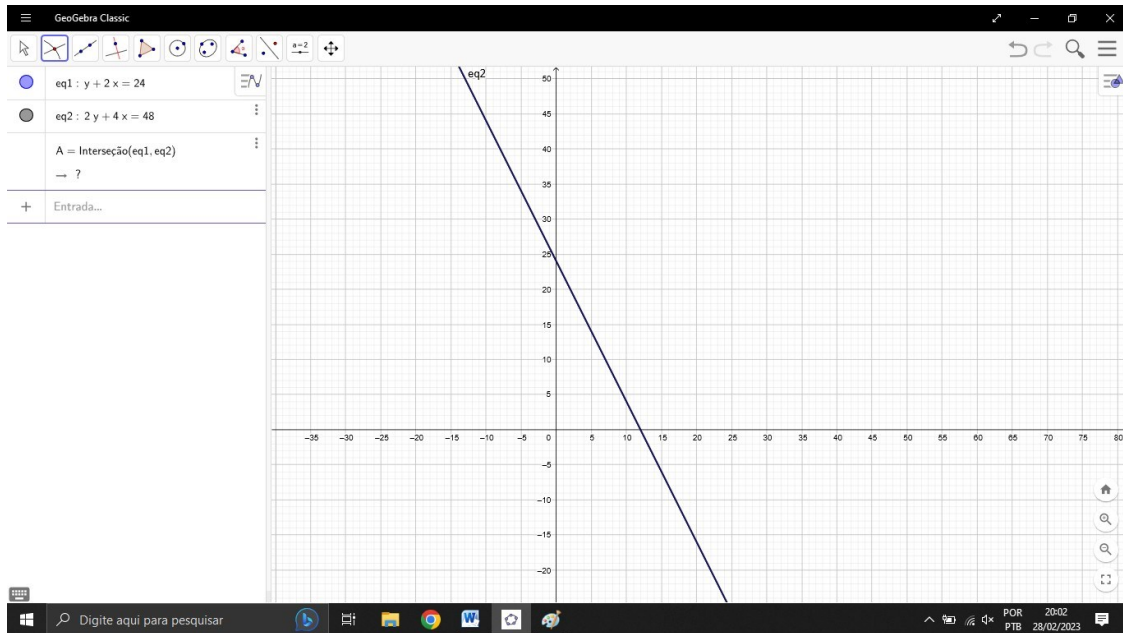 GeoGebra Classic
a=2
eq1 : y + 2 x = 24
eq2 : 2 y + 4 x = 48
A = Interseção(eq1, eq2)
→ ?
Entrada...
eq2
50
45
40
35
30
25
20
15
10
5
−35 −30 −25 −20 −15 −10 −5 0 5 10 15 20 25 30 35 40 45 50 55 60 65 70 75 80
−5
−10
−15
−20
Digite aqui para pesquisar
POR 20:02
PTB 28/02/2023